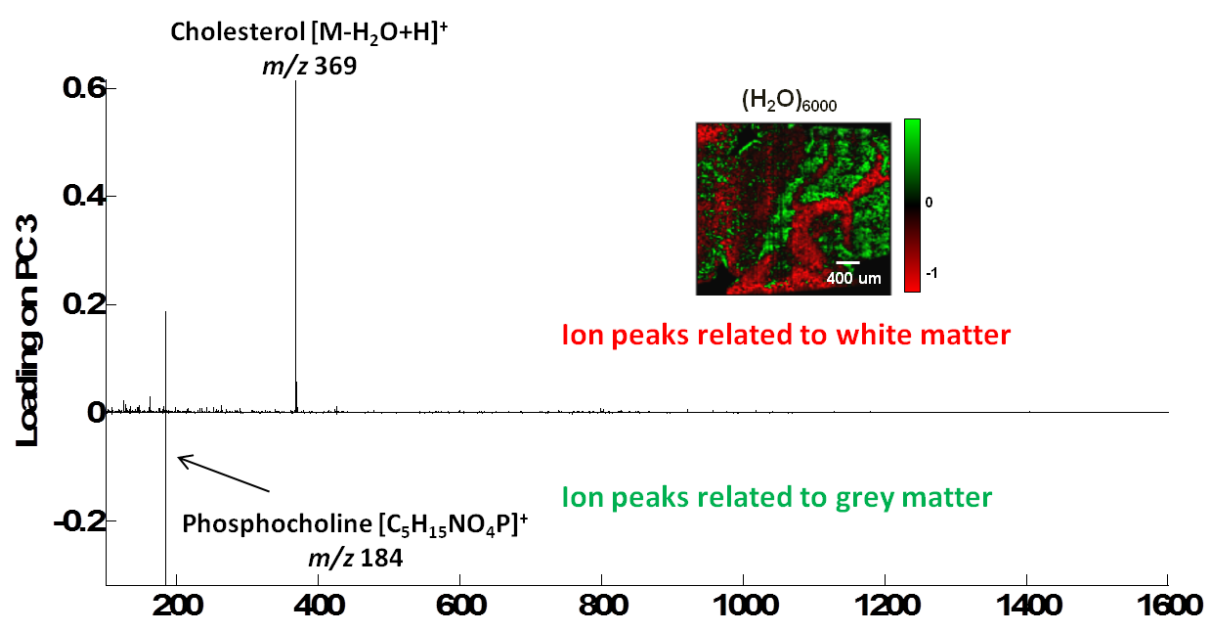 Cholesterol [M-H₂O+H]⁺
m/z 369
(H₂O)₆₀₀₀
0
-1
400 um
Loading on PC 3
0.6
0.4
0.2
0
-0.2
Ion peaks related to white matter
Ion peaks related to grey matter
Phosphocholine [C₅H₁₅NO₄P]⁺
m/z 184
200 400 600 800 1000 1200 1400 1600